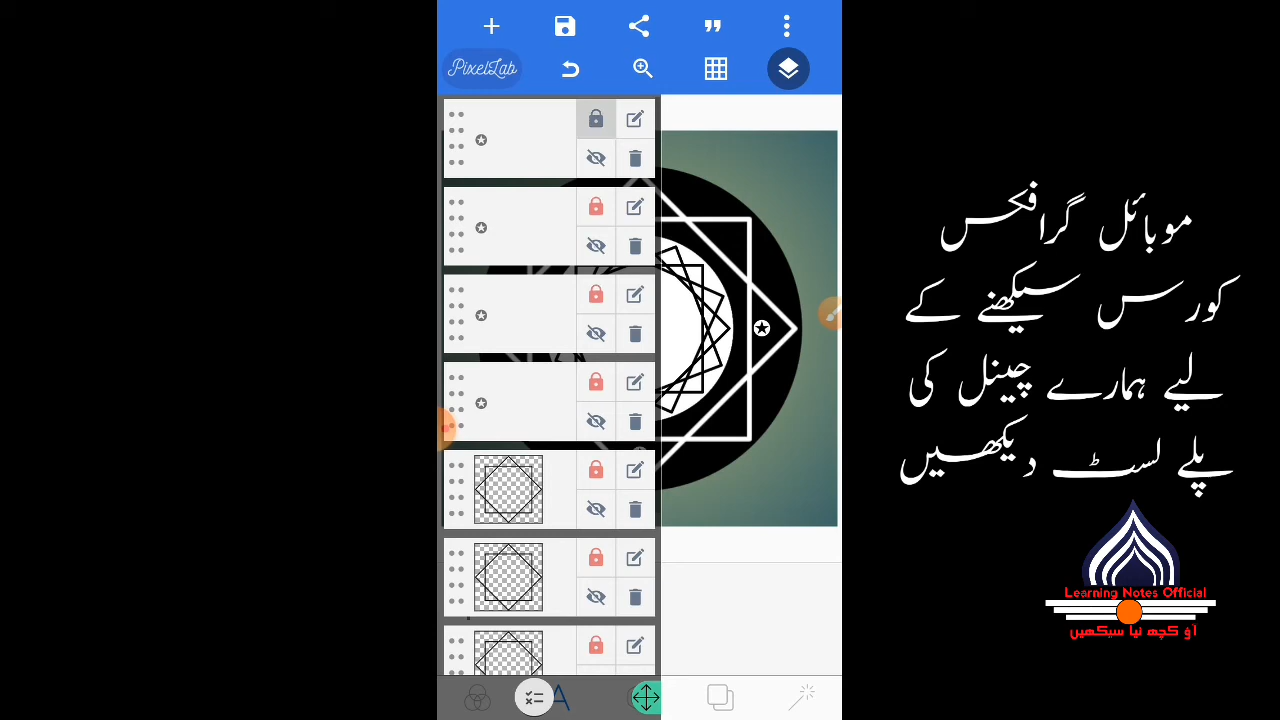 PixelLab
موبائل گرافکس
کورس سیکھنے کے
لیے ہمارے چینل کی
پلے لسٹ دیکھیں
Learning Notes Official
آؤ کچھ نیا سیکھیں